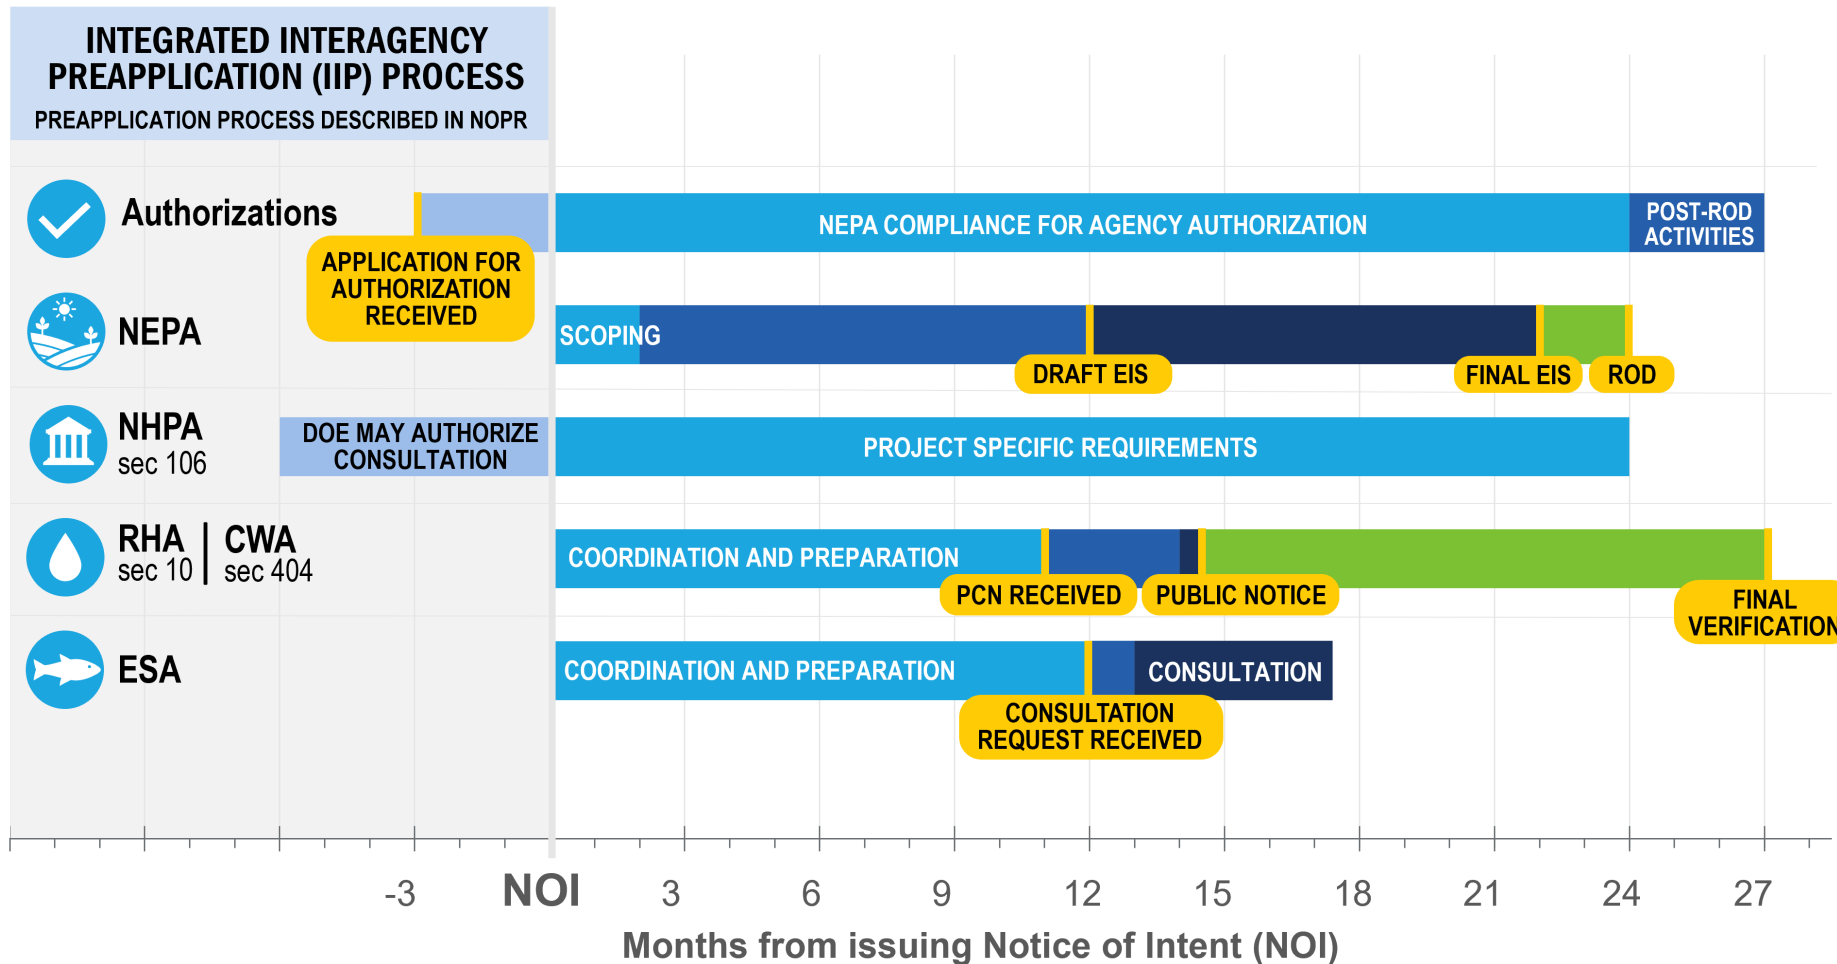 INTEGRATED INTERAGENCY
PREAPPLICATION (IIP) PROCESS
PREAPPLICATION PROCESS DESCRIBED IN NOPR
Authorizations
APPLICATION FOR
AUTHORIZATION
RECEIVED
NEPA COMPLIANCE FOR AGENCY AUTHORIZATION
POST-ROD
ACTIVITIES
NEPA
SCOPING
DRAFT EIS
FINAL EIS
ROD
NHPA
sec 106
DOE MAY AUTHORIZE
CONSULTATION
PROJECT SPECIFIC REQUIREMENTS
RHA
sec 10
CWA
sec 404
COORDINATION AND PREPARATION
PCN RECEIVED
PUBLIC NOTICE
FINAL
VERIFICATION
ESA
COORDINATION AND PREPARATION
CONSULTATION
CONSULTATION
REQUEST RECEIVED
-3 NOI 3 6 9 12 15 18 21 24 27
Months from issuing Notice of Intent (NOI)